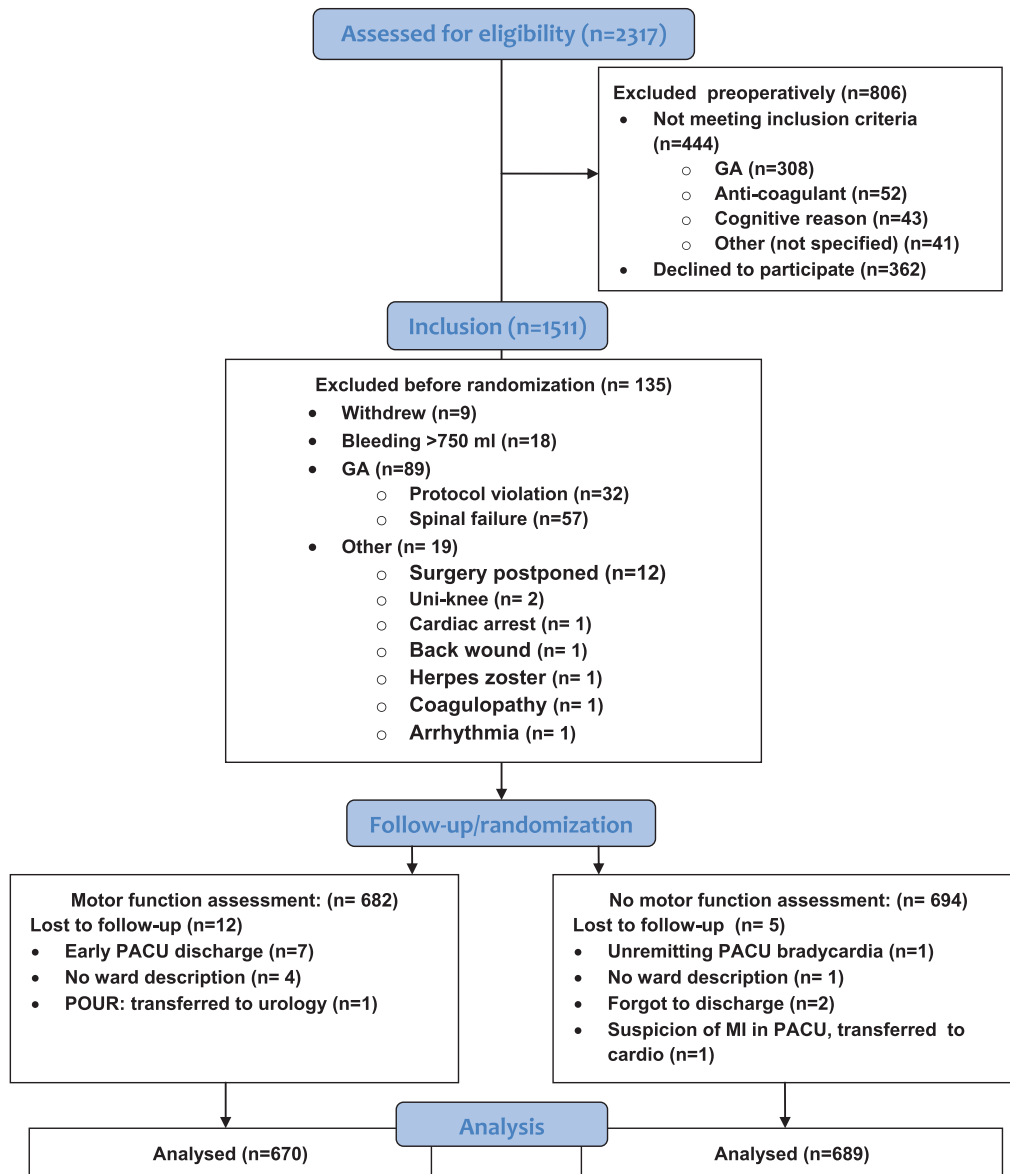 Assessed for eligibility (n=2317)
Excluded preoperatively (n=806)
• Not meeting inclusion criteria
(n=444)
○ GA (n=308)
○ Anti-coagulant (n=52)
○ Cognitive reason (n=43)
○ Other (not specified) (n=41)
• Declined to participate (n=362)
Inclusion (n=1511)
Excluded before randomization (n= 135)
• Withdrew (n=9)
• Bleeding >750 ml (n=18)
• GA (n=89)
○ Protocol violation (n=32)
○ Spinal failure (n=57)
• Other (n= 19)
○ Surgery postponed (n=12)
○ Uni-knee (n= 2)
○ Cardiac arrest (n= 1)
○ Back wound (n= 1)
○ Herpes zoster (n= 1)
○ Coagulopathy (n= 1)
○ Arrhythmia (n= 1)
Follow-up/randomization
Motor function assessment: (n= 682)
Lost to follow-up (n=12)
• Early PACU discharge (n=7)
• No ward description (n= 4)
• POUR: transferred to urology (n=1)
No motor function assessment: (n= 694)
Lost to follow-up (n= 5)
• Unremitting PACU bradycardia (n=1)
• No ward description (n= 1)
• Forgot to discharge (n=2)
• Suspicion of MI in PACU, transferred to
cardio (n=1)
Analysis
Analysed (n=670)
Analysed (n=689)